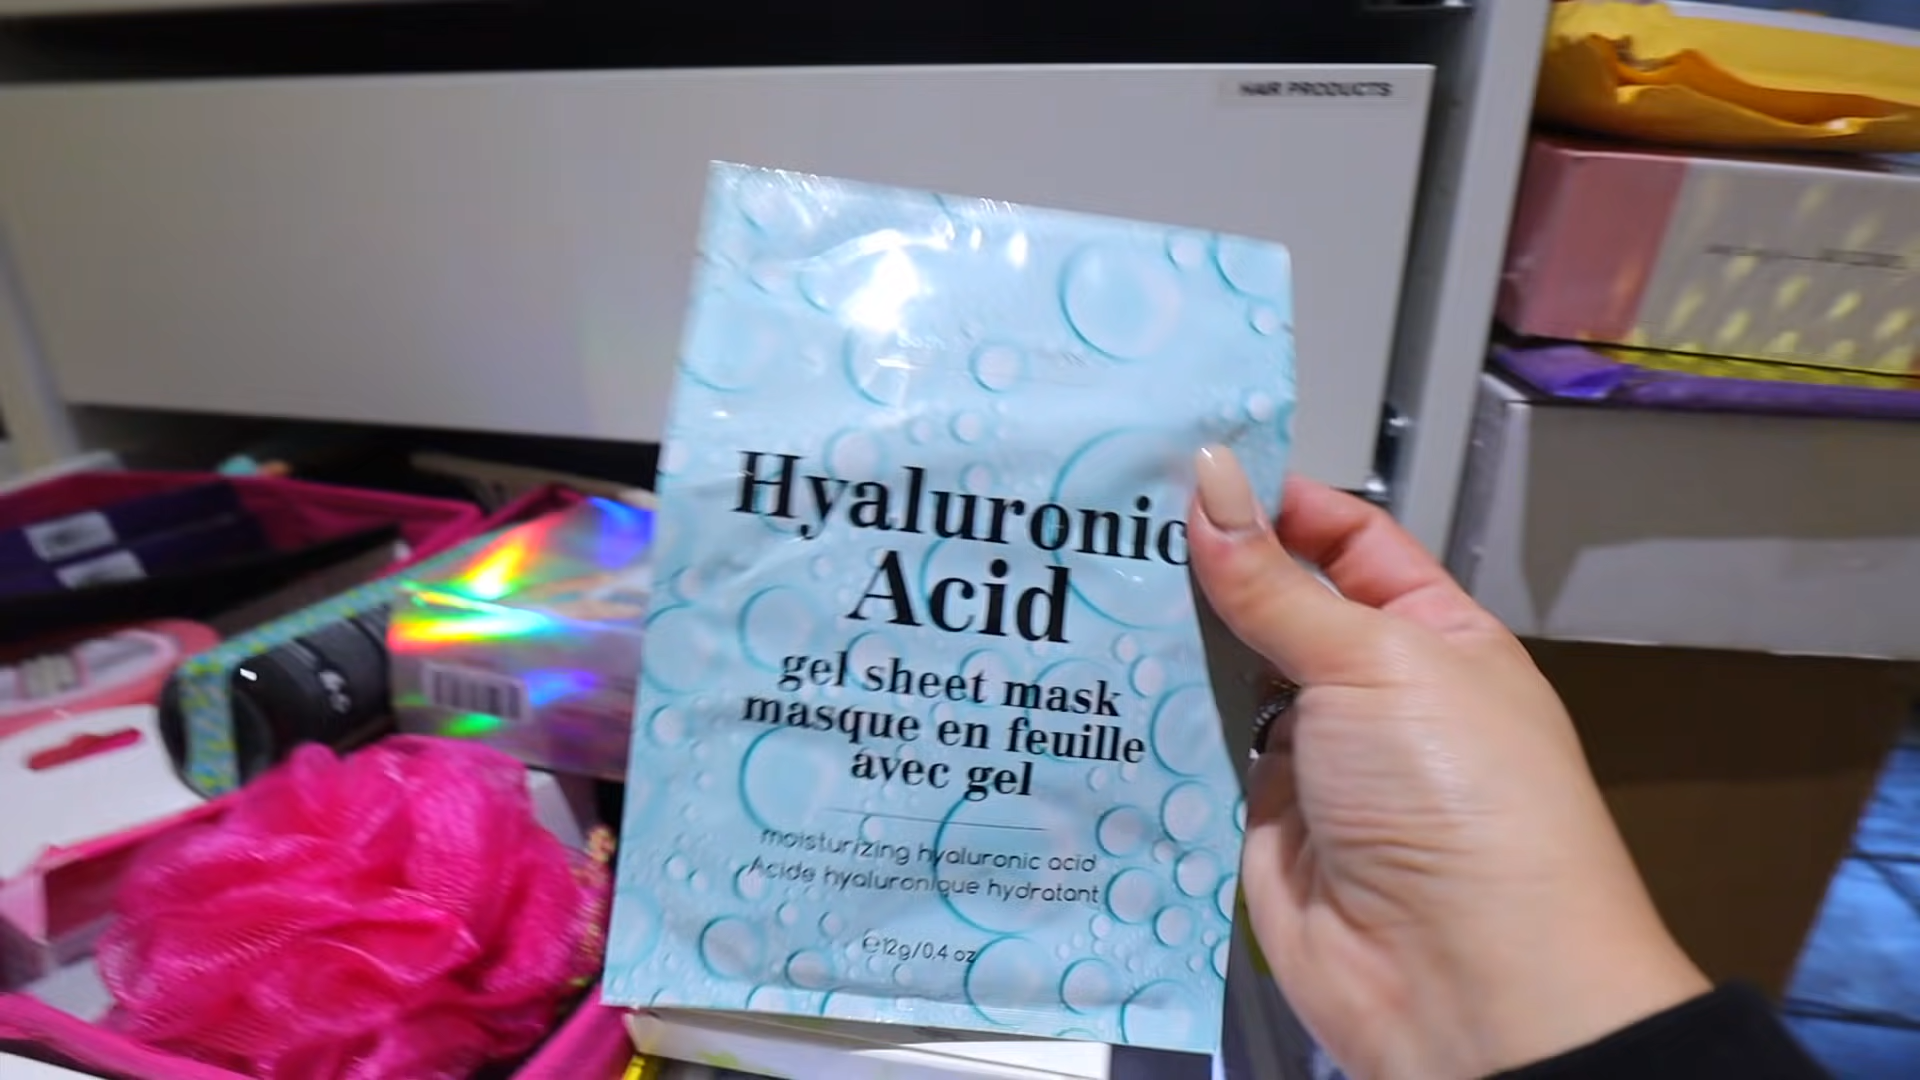 HAIR PRODUCTS
Hyaluronic
Acid
gel sheet mask
masque en feuille
avec gel
moisturizing hyaluronic acid
Acide hyaluronique hydratant
℮12g/0.4 oz